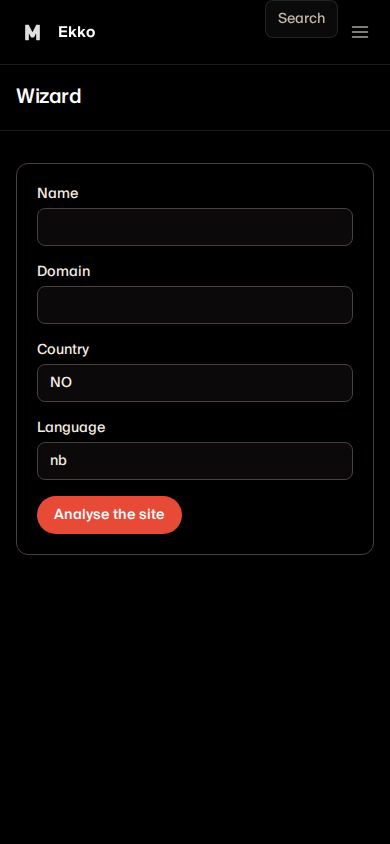 M Ekko
Search
Wizard
Name
Domain
Country
NO
Language
nb
Analyse the site